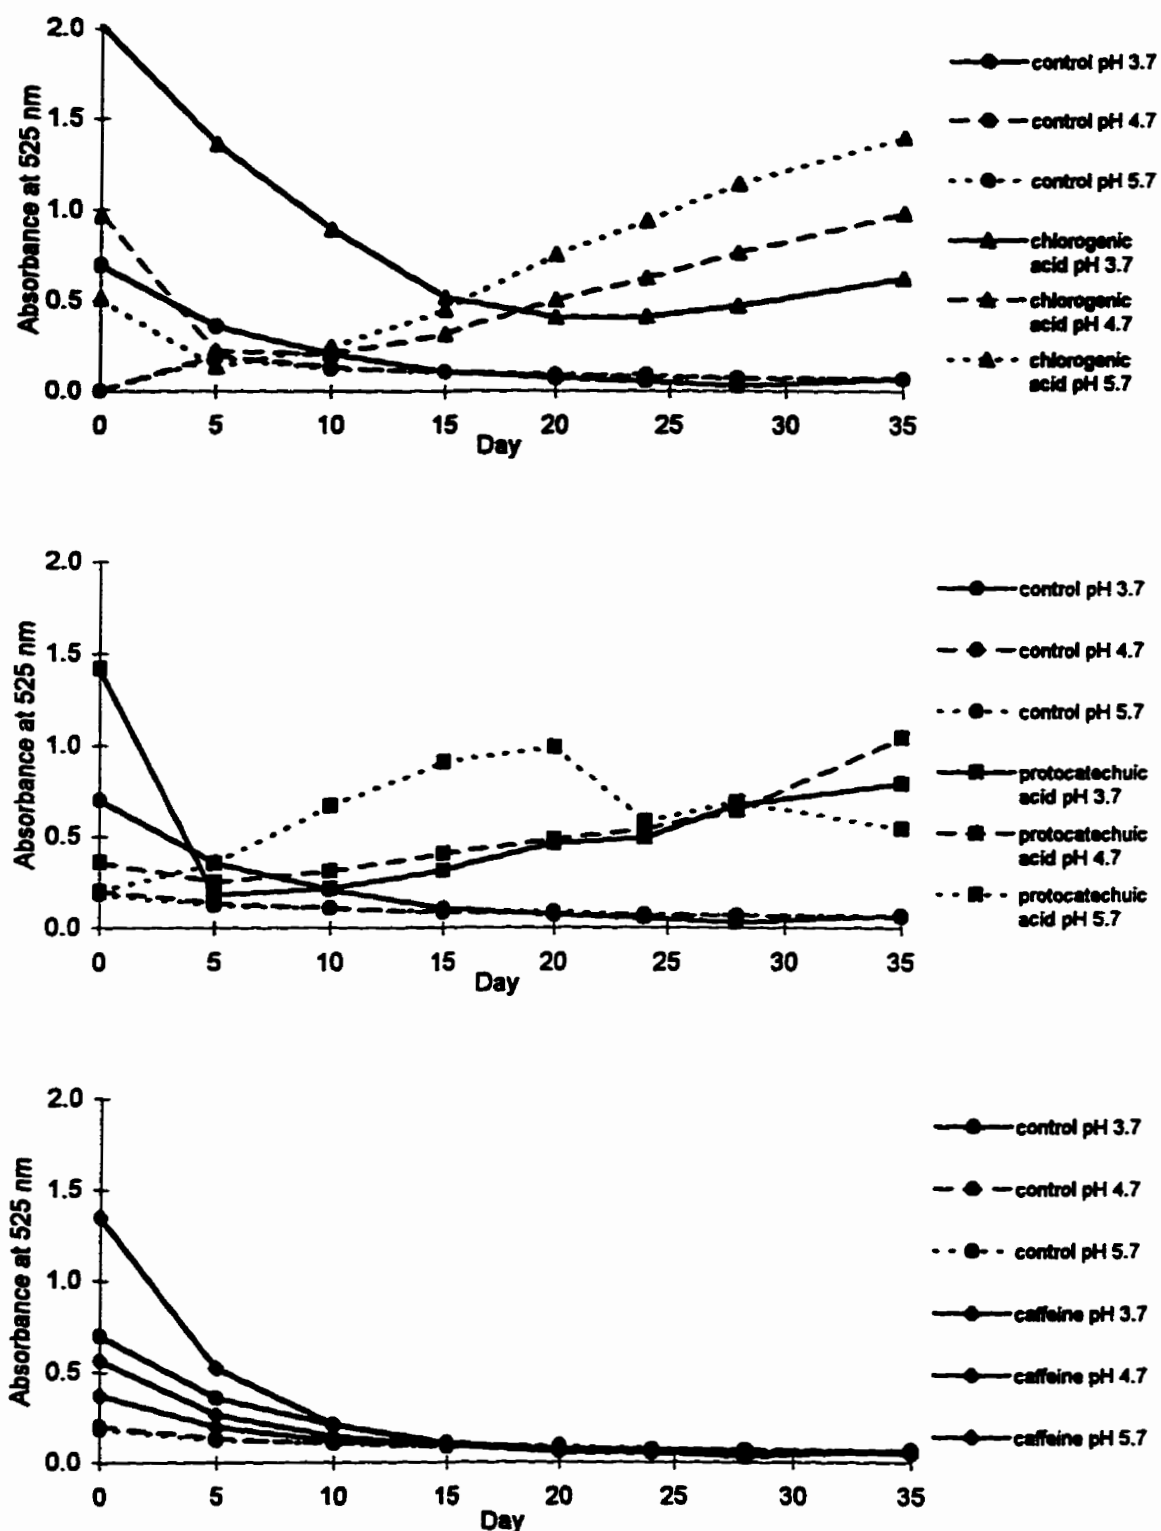 2.0
1.5
1.0
0.5
0.0
Absorbance at 525 nm
0 5 10 15 20 25 30 35
Day
control pH 3.7
control pH 4.7
control pH 5.7
chlorogenic
acid pH 3.7
chlorogenic
acid pH 4.7
chlorogenic
acid pH 5.7
2.0
1.5
1.0
0.5
0.0
Absorbance at 525 nm
0 5 10 15 20 25 30 35
Day
control pH 3.7
control pH 4.7
control pH 5.7
protocatechuic
acid pH 3.7
protocatechuic
acid pH 4.7
protocatechuic
acid pH 5.7
2.0
1.5
1.0
0.5
0.0
Absorbance at 525 nm
0 5 10 15 20 25 30 35
Day
control pH 3.7
control pH 4.7
control pH 5.7
caffeine pH 3.7
caffeine pH 4.7
caffeine pH 5.7